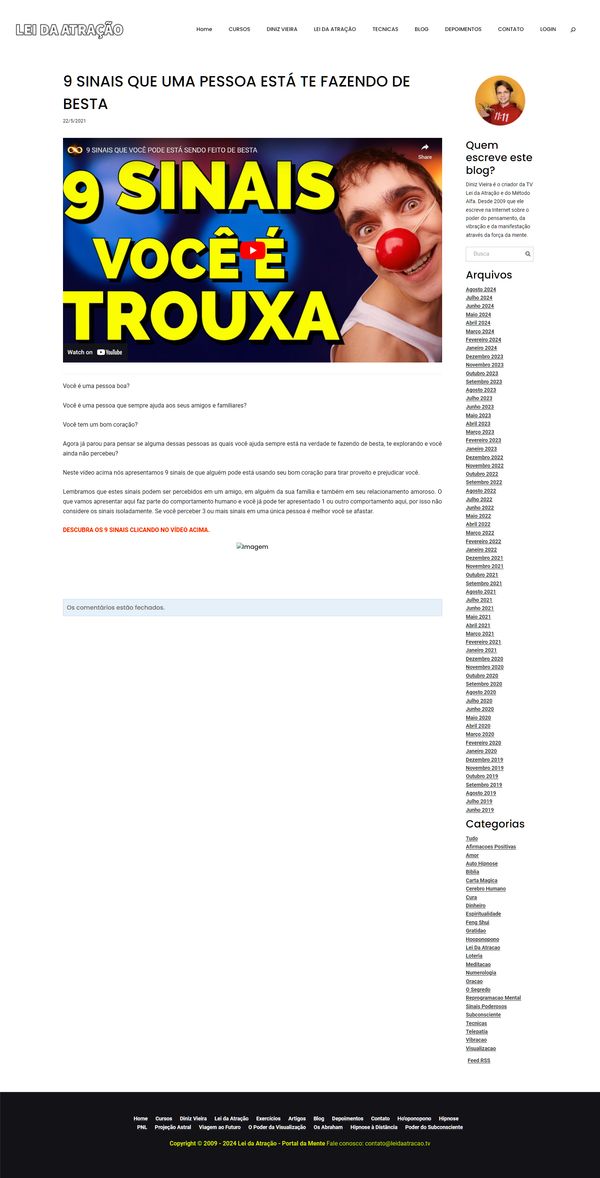 LEI DA ATRAÇÃO
Home CURSOS DINIZ VIEIRA LEI DA ATRAÇÃO TECNICAS BLOG DEPOIMENTOS CONTATO LOGIN
9 SINAIS QUE UMA PESSOA ESTÁ TE FAZENDO DE
BESTA
22/5/2021
9 SINAIS QUE VOCÊ PODE ESTÁ SENDO FEITO DE BESTA
Share
9 SINAIS
VOCÊ É
TROUXA
Watch on YouTube
Você é uma pessoa boa?
Você é uma pessoa que sempre ajuda aos seus amigos e familiares?
Você tem um bom coração?
Agora já parou para pensar se alguma dessas pessoas as quais você ajuda sempre está na verdade te fazendo de besta, te explorando e você
ainda não percebeu?
Neste vídeo acima nós apresentamos 9 sinais de que alguém pode está usando seu bom coração para tirar proveito e prejudicar você.
Lembramos que estes sinais podem ser percebidos em um amigo, em alguém da sua família e também em seu relacionamento amoroso. O
que vamos apresentar aqui faz parte do comportamento humano e você já pode ter apresentado 1 ou outro comportamento aqui, por isso não
considere os sinais isoladamente. Se você perceber 3 ou mais sinais em uma única pessoa é melhor você se afastar.
DESCUBRA OS 9 SINAIS CLICANDO NO VÍDEO ACIMA.
Imagem
Os comentários estão fechados.
11:11
Quem
escreve este
blog?
Diniz Vieira é o criador da TV
Lei da Atração e do Método
Alfa. Desde 2009 que ele
escreve na Internet sobre o
poder do pensamento, da
vibração e da manifestação
através da força da mente.
Busca
Arquivos
Agosto 2024
Julho 2024
Junho 2024
Maio 2024
Abril 2024
Março 2024
Fevereiro 2024
Janeiro 2024
Dezembro 2023
Novembro 2023
Outubro 2023
Setembro 2023
Agosto 2023
Julho 2023
Junho 2023
Maio 2023
Abril 2023
Março 2023
Fevereiro 2023
Janeiro 2023
Dezembro 2022
Novembro 2022
Outubro 2022
Setembro 2022
Agosto 2022
Julho 2022
Junho 2022
Maio 2022
Abril 2022
Março 2022
Fevereiro 2022
Janeiro 2022
Dezembro 2021
Novembro 2021
Outubro 2021
Setembro 2021
Agosto 2021
Julho 2021
Junho 2021
Maio 2021
Abril 2021
Março 2021
Fevereiro 2021
Janeiro 2021
Dezembro 2020
Novembro 2020
Outubro 2020
Setembro 2020
Agosto 2020
Julho 2020
Junho 2020
Maio 2020
Abril 2020
Março 2020
Fevereiro 2020
Janeiro 2020
Dezembro 2019
Novembro 2019
Outubro 2019
Setembro 2019
Agosto 2019
Julho 2019
Junho 2019
Categorias
Tudo
Afirmacoes Positivas
Amor
Auto Hipnose
Biblia
Carta Magica
Cerebro Humano
Cura
Dinheiro
Espiritualidade
Feng Shui
Gratidao
Hooponopono
Lei Da Atracao
Loteria
Meditacao
Numerologia
Oracao
O Segredo
Reprogramacao Mental
Sinais Poderosos
Subconsciente
Tecnicas
Telepatia
Vibracao
Visualizacao
Feed RSS
Home Cursos Diniz Vieira Lei da Atração Exercícios Artigos Blog Depoimentos Contato Ho'oponopono Hipnose
PNL Projeção Astral Viagem ao Futuro O Poder da Visualização Os Abraham Hipnose à Distância Poder do Subconsciente
Copyright © 2009 - 2024 Lei da Atração - Portal da Mente Fale conosco: contato@leidaatracao.tv